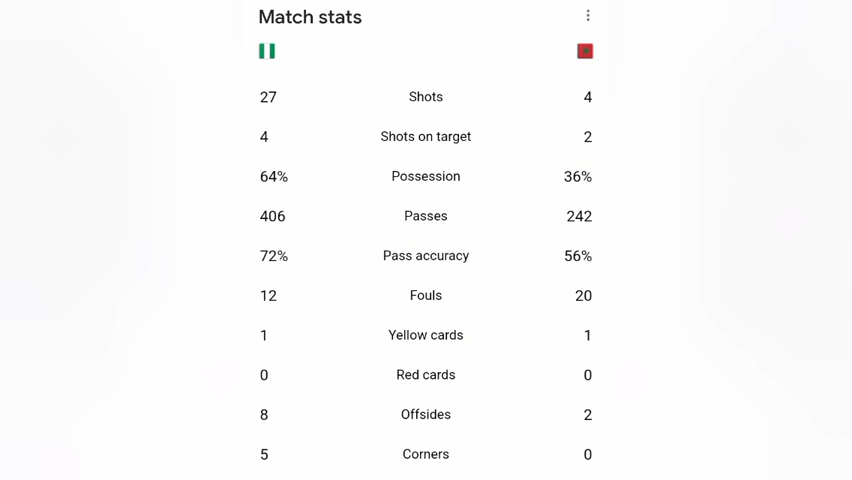 Match stats
27 Shots 4
4 Shots on target 2
64% Possession 36%
406 Passes 242
72% Pass accuracy 56%
12 Fouls 20
1 Yellow cards 1
0 Red cards 0
8 Offsides 2
5 Corners 0